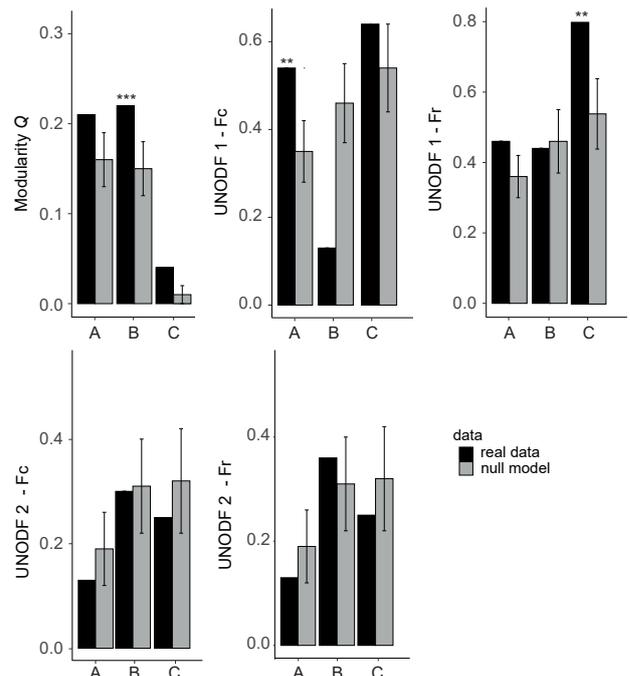 Modularity Q
0.3
0.2
0.1
0.0
***
A B C
UNODF 1 - Fc
0.6
0.4
0.2
0.0
**
A B C
UNODF 1 - Fr
0.8
0.6
0.4
0.2
0.0
**
A B C
UNODF 2 - Fc
0.4
0.2
0.0
A B C
UNODF 2 - Fr
0.4
0.2
0.0
A B C
data
real data
null model